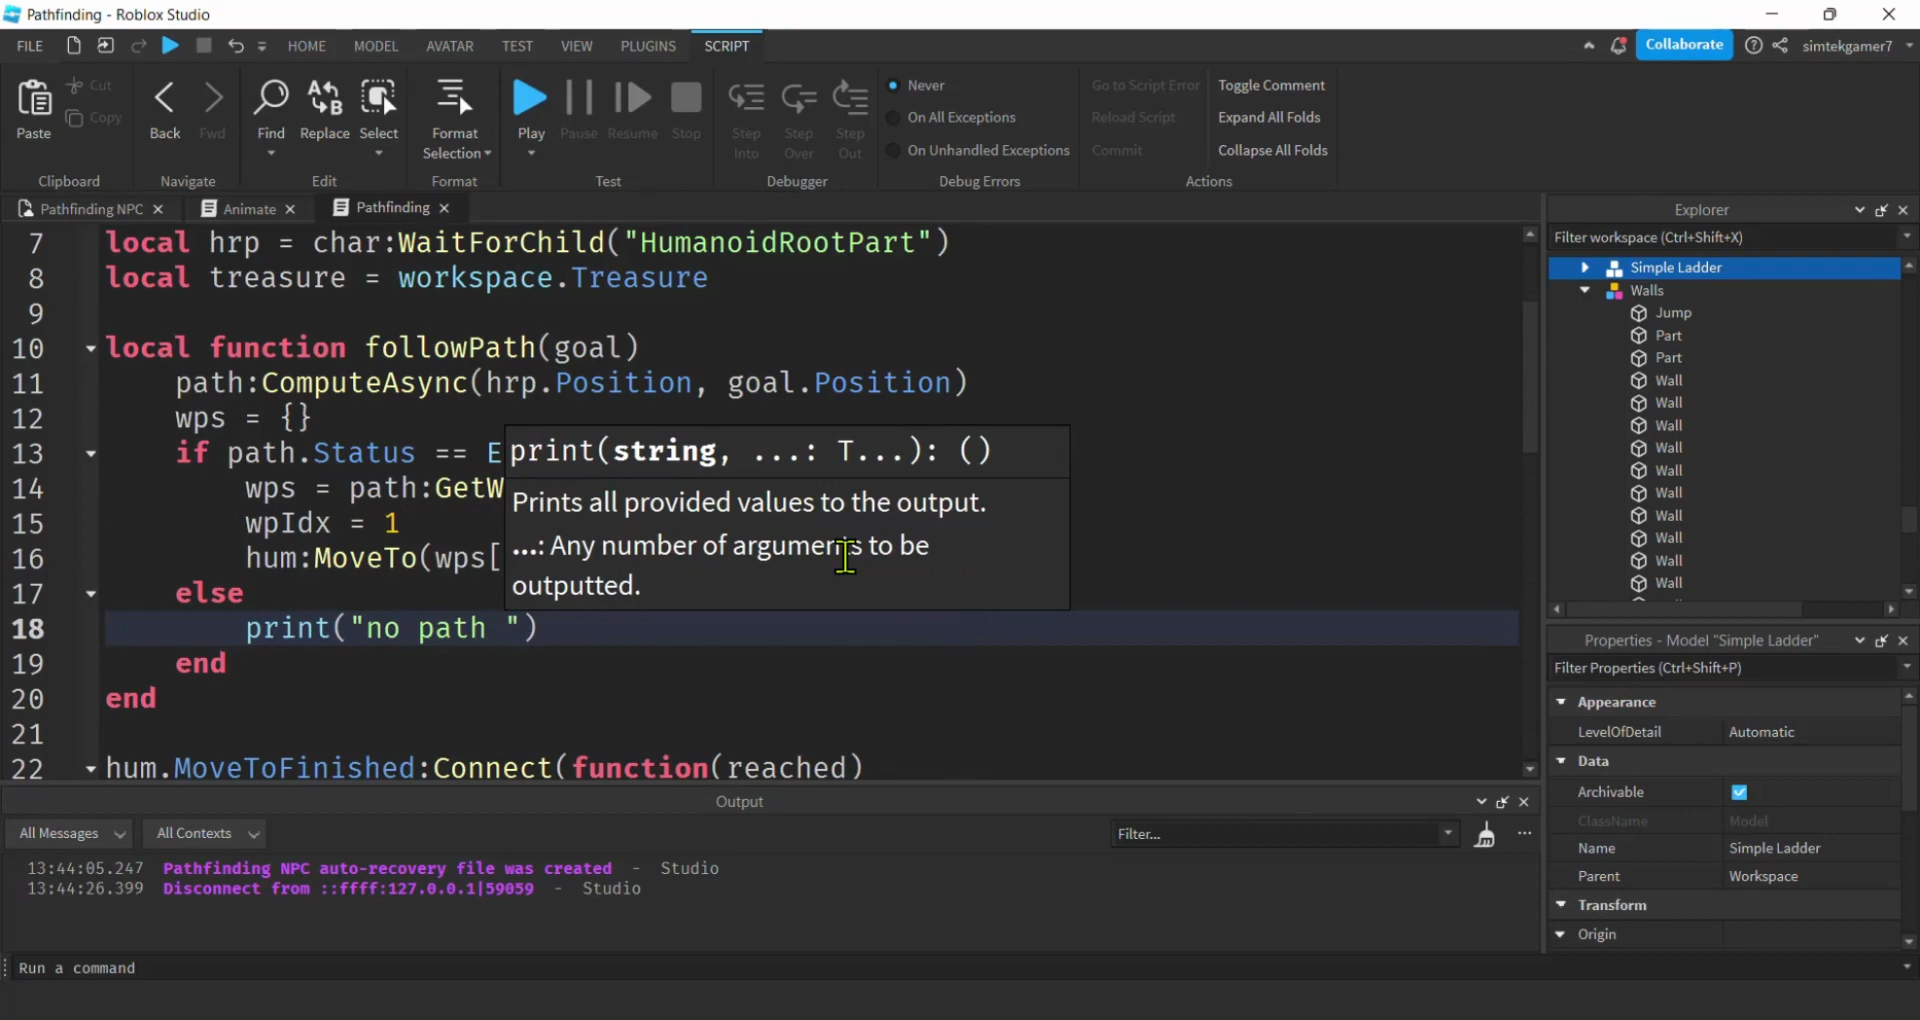 Pathfinding - Roblox Studio
FILE HOME MODEL AVATAR TEST VIEW PLUGINS SCRIPT Collaborate simtekgamer7
Paste Cut Copy
Clipboard
Back Fwd
Navigate
Find Replace Select
Edit
Format Selection
Format
Play Pause Resume Stop
Test
Step Into Step Over Step Out
Debugger
Never
On All Exceptions
On Unhandled Exceptions
Debug Errors
Go to Script Error
Reload Script
Commit
Toggle Comment
Expand All Folds
Collapse All Folds
Actions
Pathfinding NPC Animate Pathfinding
7 local hrp = char:WaitForChild("HumanoidRootPart")
8 local treasure = workspace.Treasure
9
10 local function followPath(goal)
11 path:ComputeAsync(hrp.Position, goal.Position)
12 wps = {}
13 if path.Status == E
14 wps = path:GetW
15 wpIdx = 1
16 hum:MoveTo(wps[
17 else
18 print("no path ")
19 end
20 end
21
22 hum.MoveToFinished:Connect(function(reached)
print(string, ...: T...): ()
Prints all provided values to the output.
...: Any number of arguments to be
outputted.
Output
All Messages All Contexts Filter...
13:44:05.247 Pathfinding NPC auto-recovery file was created - Studio
13:44:26.399 Disconnect from ::ffff:127.0.0.1|59059 - Studio
Run a command
Explorer
Filter workspace (Ctrl+Shift+X)
Simple Ladder
Walls
Jump
Part
Part
Wall
Wall
Wall
Wall
Wall
Wall
Wall
Wall
Wall
Wall
Properties - Model "Simple Ladder"
Filter Properties (Ctrl+Shift+P)
Appearance
LevelOfDetail Automatic
Data
Archivable
ClassName Model
Name Simple Ladder
Parent Workspace
Transform
Origin